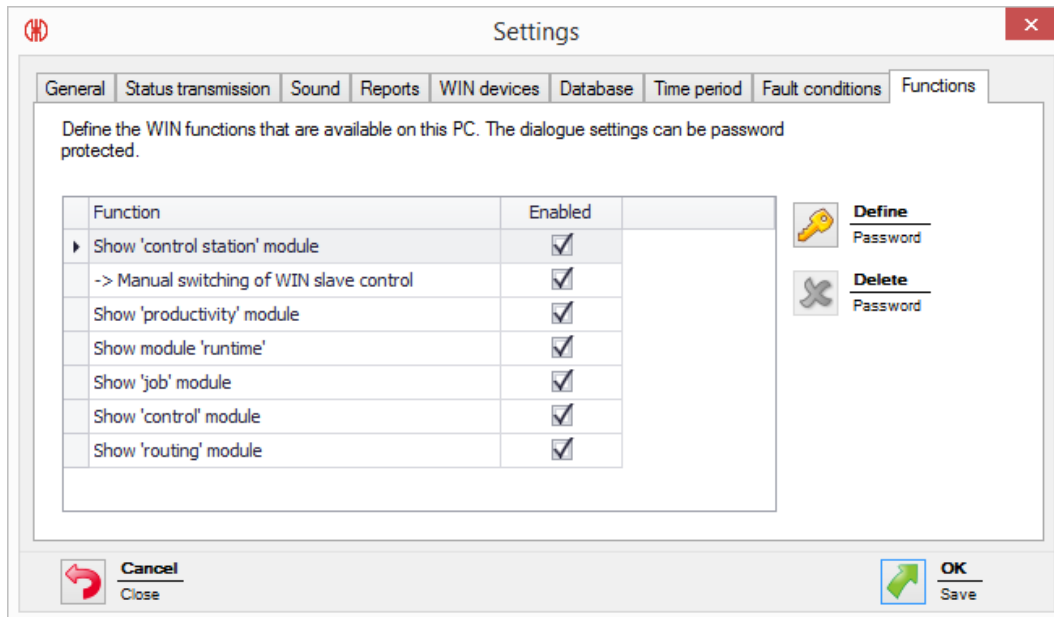 Settings
General Status transmission Sound Reports WIN devices Database Time period Fault conditions Functions
Define the WIN functions that are available on this PC. The dialogue settings can be password
protected.
Function Enabled
Show 'control station' module
-> Manual switching of WIN slave control
Show 'productivity' module
Show module 'runtime'
Show 'job' module
Show 'control' module
Show 'routing' module
Define
Password
Delete
Password
Cancel
Close
OK
Save